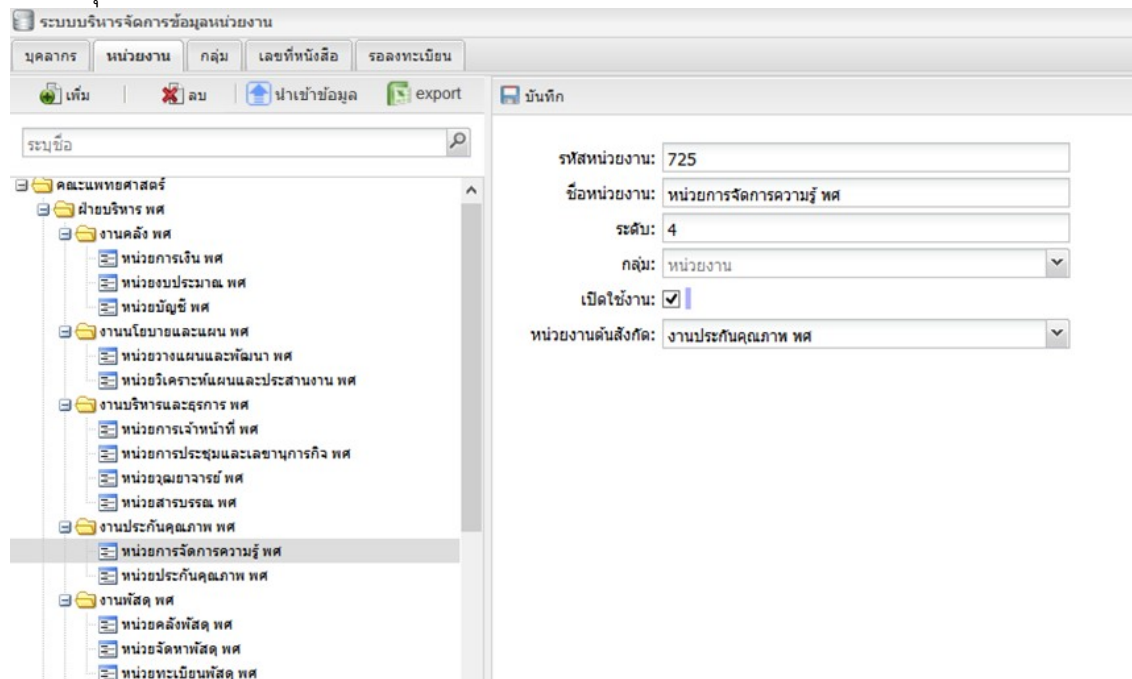 ระบบบริหารจัดการข้อมูลหน่วยงาน
บุคลากร หน่วยงาน กลุ่ม เลขที่หนังสือ รอลงทะเบียน
เพิ่ม ลบ นำเข้าข้อมูล export
บันทึก
ระบุชื่อ
คณะแพทยศาสตร์
ฝ่ายบริหาร พศ
งานคลัง พศ
หน่วยการเงิน พศ
หน่วยงบประมาณ พศ
หน่วยบัญชี พศ
งานนโยบายและแผน พศ
หน่วยวางแผนและพัฒนา พศ
หน่วยวิเคราะห์แผนและประสานงาน พศ
งานบริหารและธุรการ พศ
หน่วยการเจ้าหน้าที่ พศ
หน่วยการประชุมและเลขานุการกิจ พศ
หน่วยวุฒยาจารย์ พศ
หน่วยสารบรรณ พศ
งานประกันคุณภาพ พศ
หน่วยการจัดการความรู้ พศ
หน่วยประกันคุณภาพ พศ
งานพัสดุ พศ
หน่วยคลังพัสดุ พศ
หน่วยจัดหาพัสดุ พศ
หน่วยทะเบียนพัสดุ พศ
รหัสหน่วยงาน: 725
ชื่อหน่วยงาน: หน่วยการจัดการความรู้ พศ
ระดับ: 4
กลุ่ม: หน่วยงาน
เปิดใช้งาน:
หน่วยงานต้นสังกัด: งานประกันคุณภาพ พศ